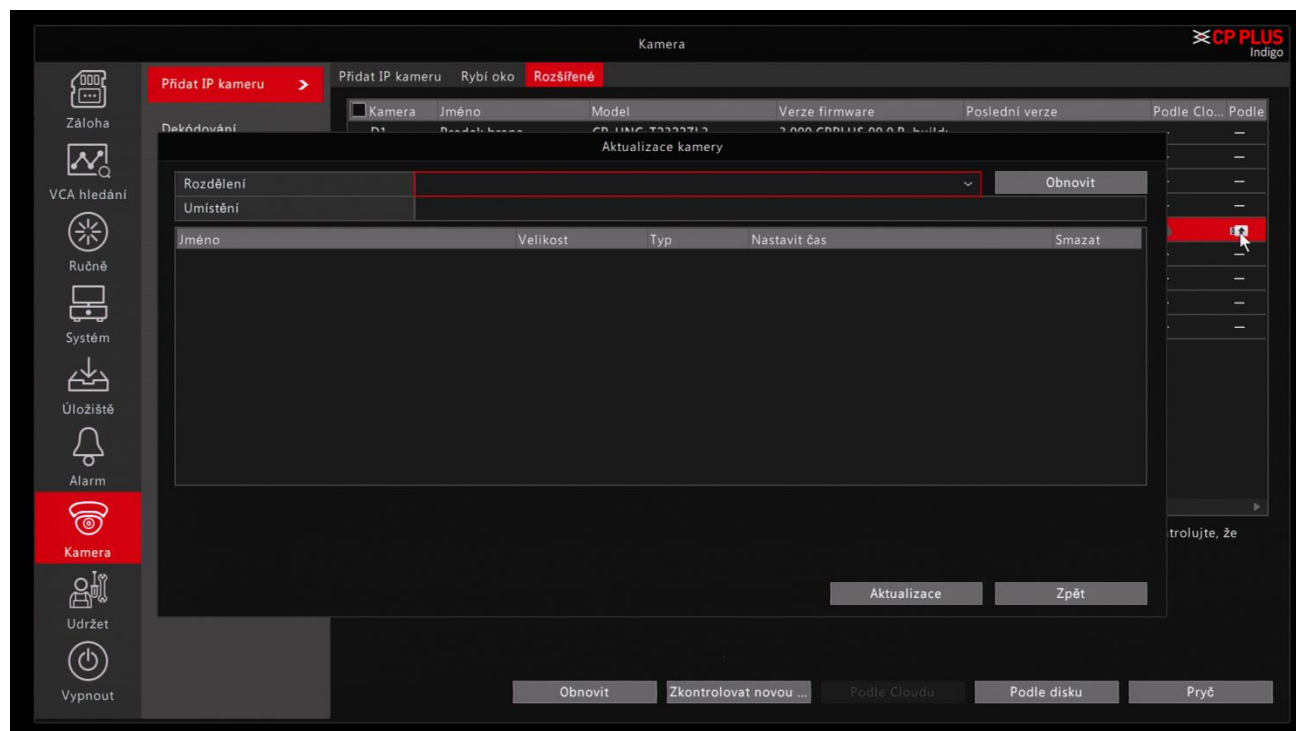 Kamera
CP PLUS
Indigo
Záloha
VCA hledání
Ručně
Systém
Úložiště
Alarm
Kamera
Udržet
Vypnout
Přidat IP kameru
Dekódování
Přidat IP kameru Rybí oko Rozšířené
Kamera Jméno Model Verze firmware Poslední verze Podle Clo... Podle
D1
Aktualizace kamery
Rozdělení Obnovit
Umístění
Jméno Velikost Typ Nastavit čas Smazat
trolujte, že
Aktualizace Zpět
Obnovit Zkontrolovat novou ... Podle Cloudu Podle disku Pryč